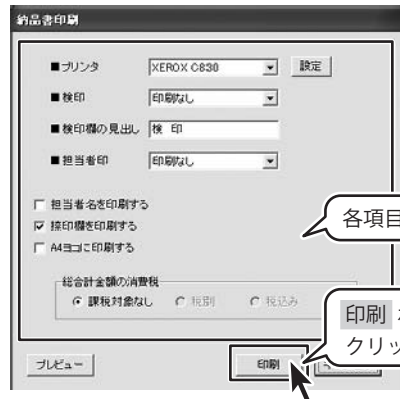 納品書印刷
■プリンタ XEROX C830 設定
■検印 印刷なし
■検印欄の見出し 検 印
■担当者印 印刷なし
担当者名を印刷する
捺印欄を印刷する
A4ヨコに印刷する
各項目
総合計金額の消費税
課税対象なし 税別 税込み
印刷
クリッ
プレビュー 印刷